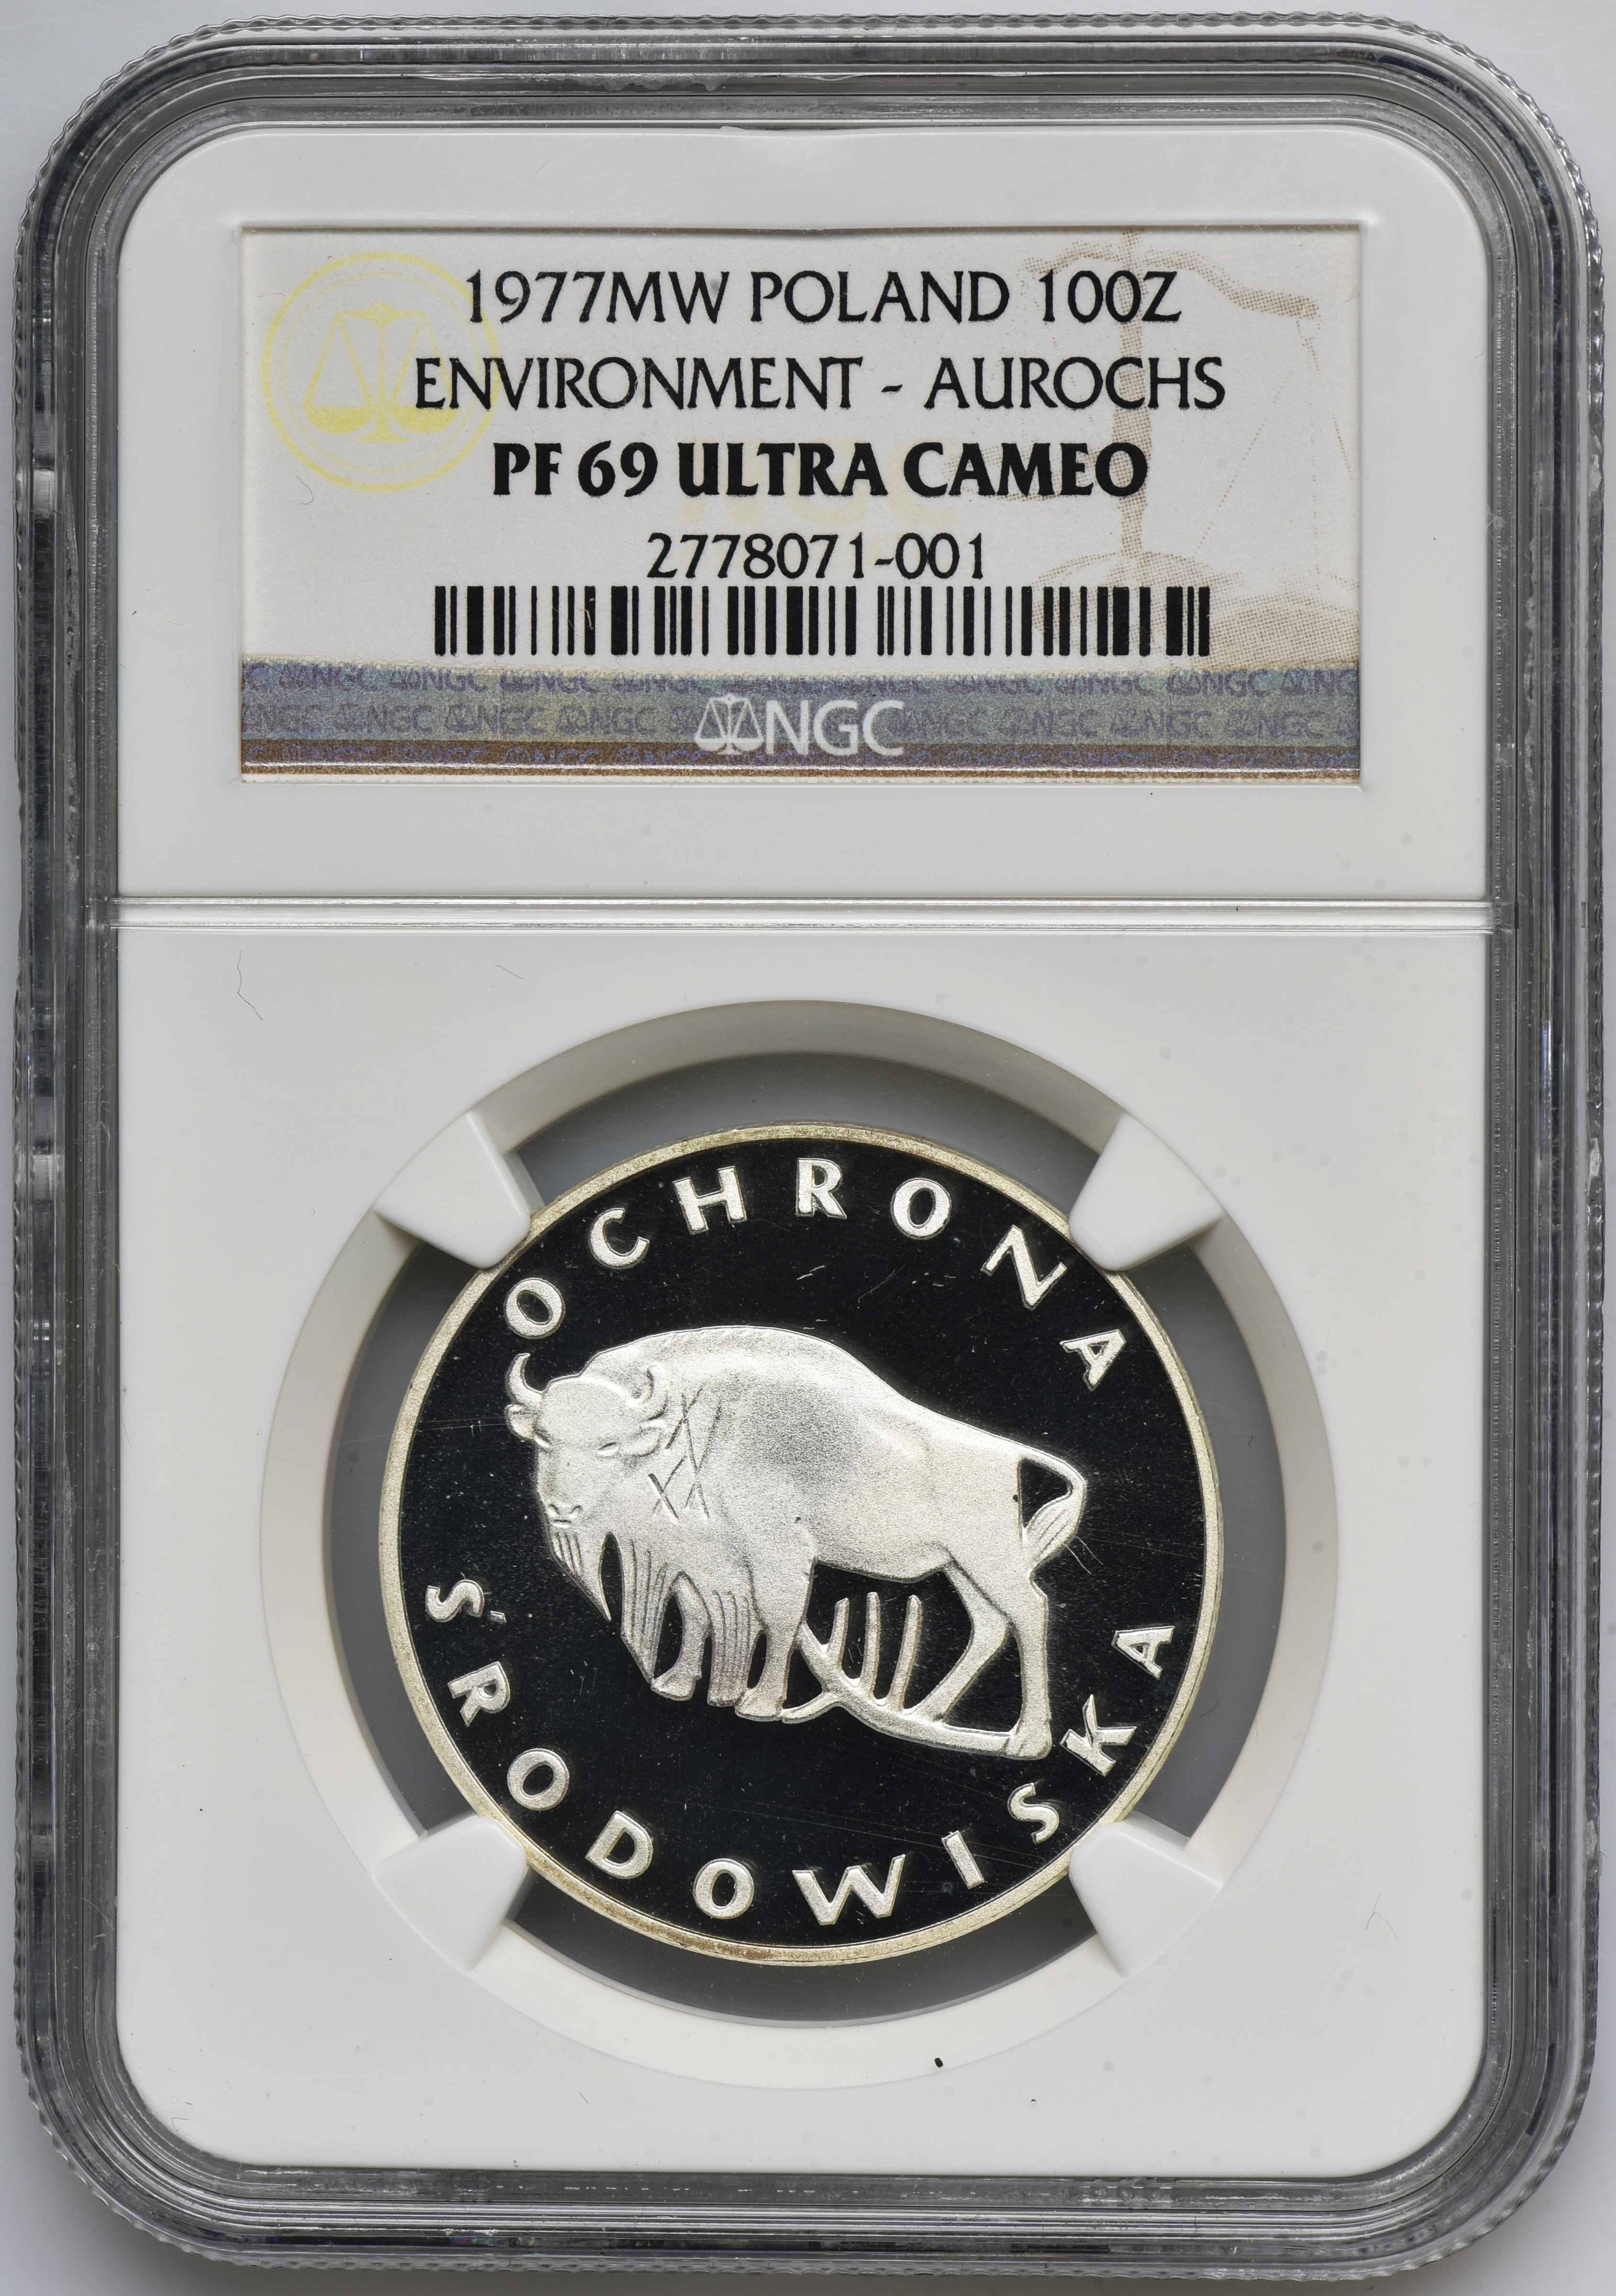 1977MW POLAND 100Z
ENVIRONMENT - AUROCHS
PF 69 ULTRA CAMEO
2778071-001
NGC
OCHRONA
ŚRODOWISKA